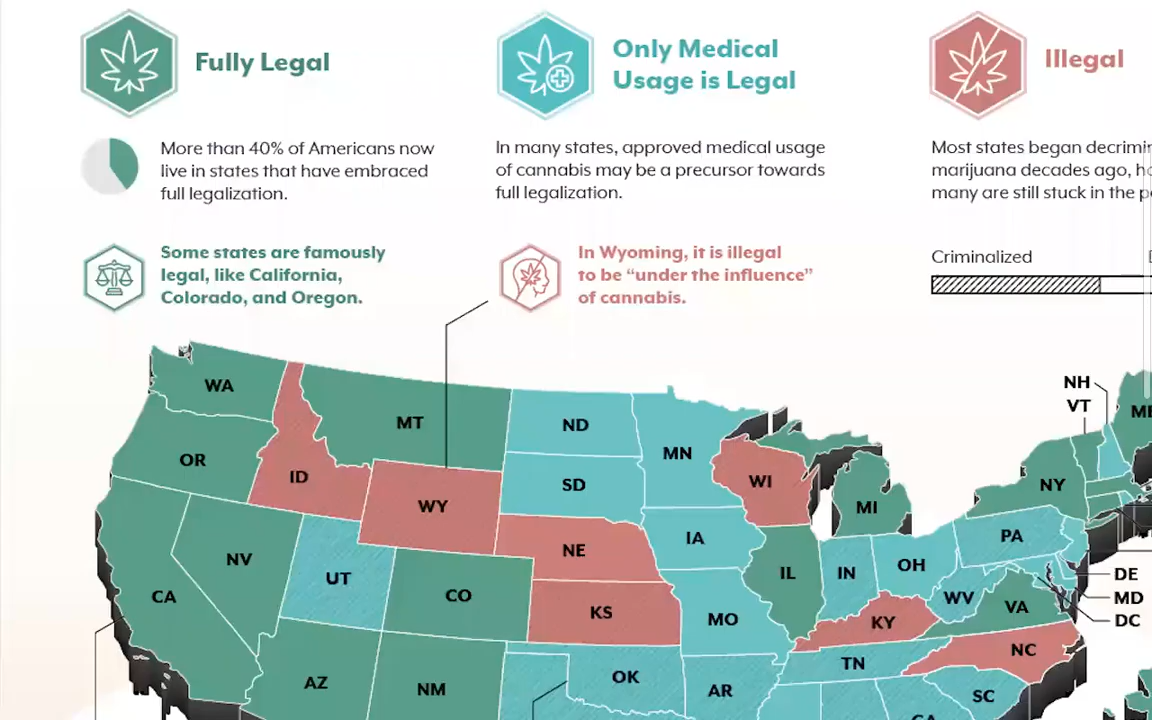 Fully Legal
Only Medical
Usage is Legal
Illegal
More than 40% of Americans now
live in states that have embraced
full legalization.
In many states, approved medical usage
of cannabis may be a precursor towards
full legalization.
Most states began
marijuana decades ago,
many are still stuck in the
Some states are famously
legal, like California,
Colorado, and Oregon.
In Wyoming, it is illegal
to be “under the influence”
of cannabis.
Criminalized
WA
OR
ID
MT
WY
ND
SD
MN
WI
MI
NH
VT
ME
NY
NV
CA
UT
CO
NE
KS
IA
MO
IL
IN
OH
PA
WV
VA
KY
NC
DE
MD
DC
AZ
NM
OK
AR
TN
SC
GA